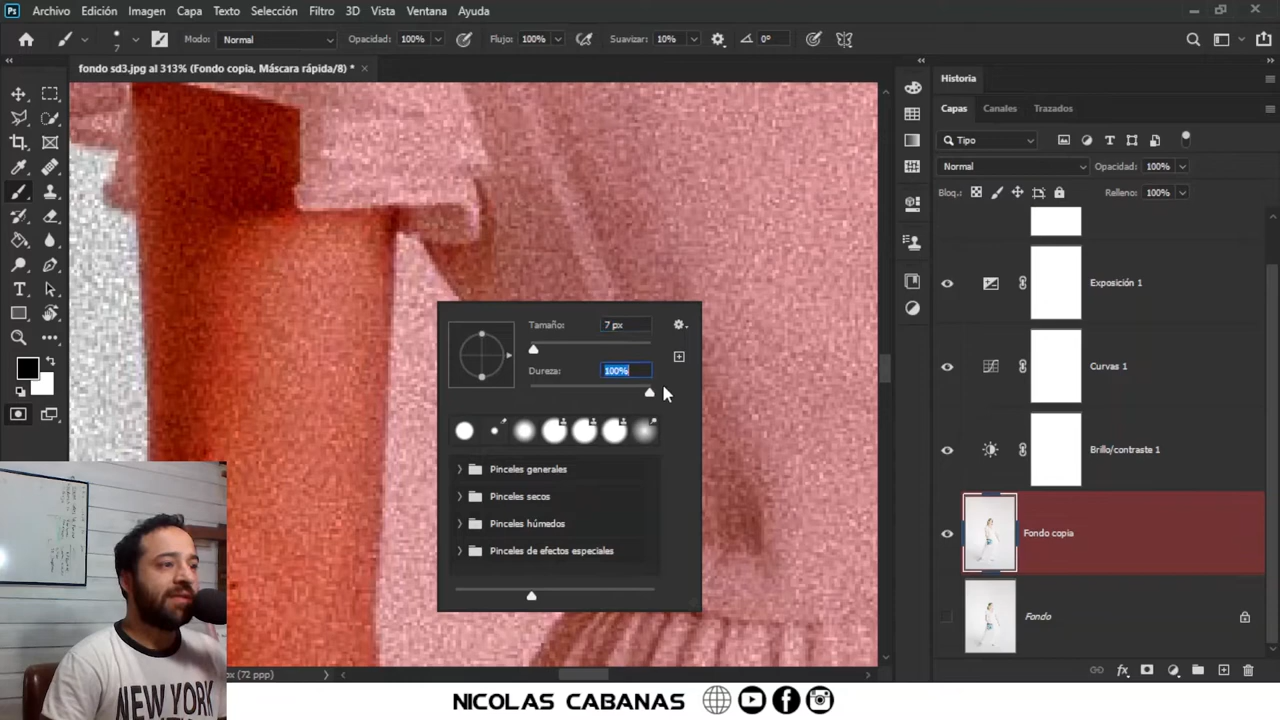 Ps Archivo Edición Imagen Capa Texto Selección Filtro 3D Vista Ventana Ayuda
7 Modo: Normal Opacidad: 100% Flujo: 100% Suavizar: 10% 0°
fondo sd3.jpg al 313% (Fondo copia, Máscara rápida/8) *
Historia
Capas Canales Trazados
Tipo
Normal Opacidad: 100%
Bloq.: Relleno: 100%
Exposición 1
Curvas 1
Brillo/contraste 1
Fondo copia
Fondo
Tamaño: 7 px
Dureza: 100%
Pinceles generales
Pinceles secos
Pinceles húmedos
Pinceles de efectos especiales
px (72 ppp)
NEW YORK
NICOLAS CABANAS